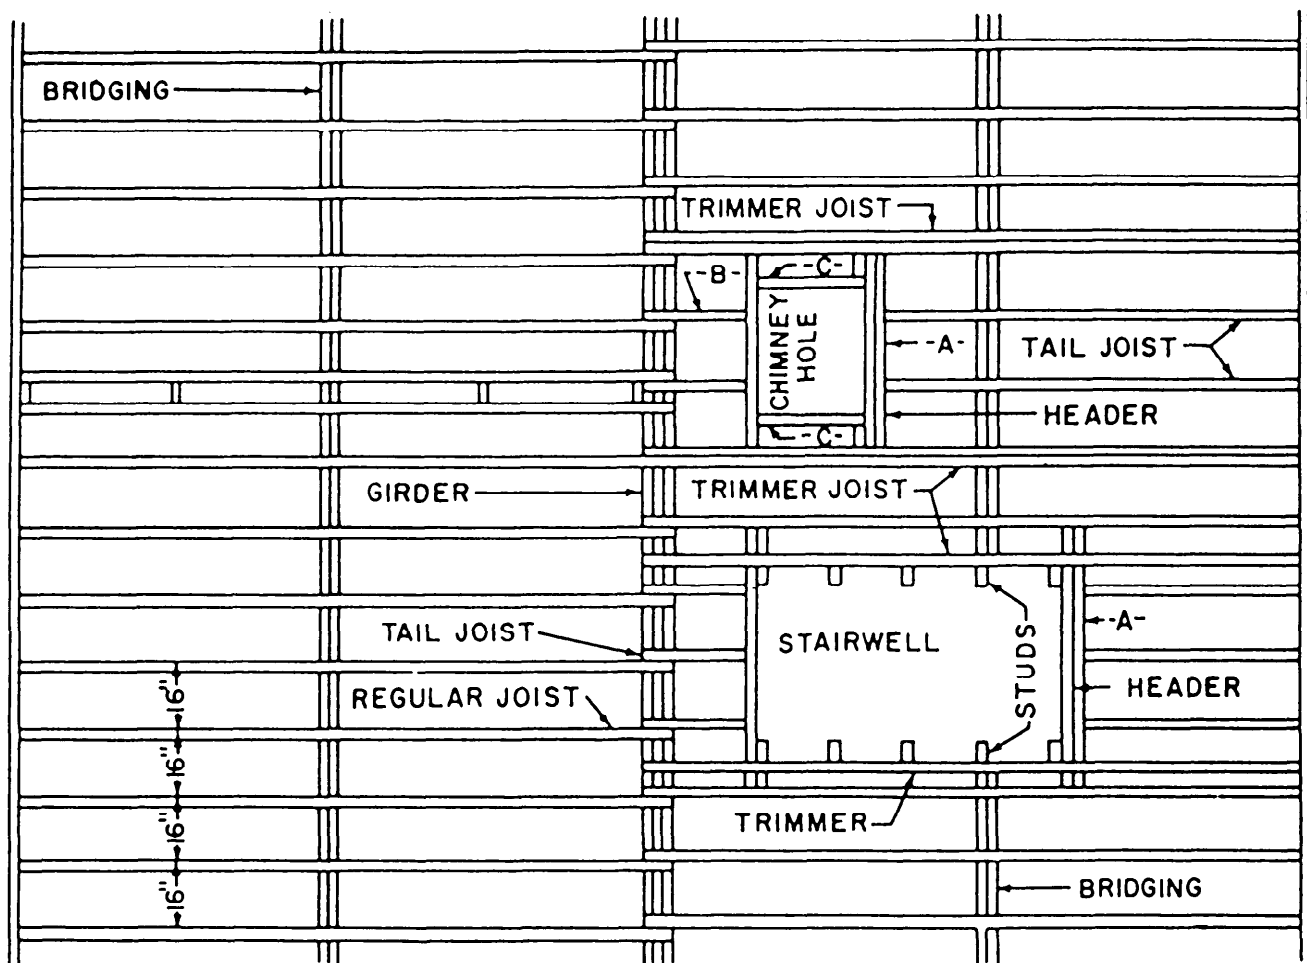 BRIDGING
TRIMMER JOIST
-B-
-C-
CHIMNEY
HOLE
-A-
TAIL JOIST
HEADER
-C-
GIRDER
TRIMMER JOIST
TAIL JOIST
STAIRWELL
STUDS
-A-
REGULAR JOIST
HEADER
16"
16"
16"
16"
TRIMMER
BRIDGING